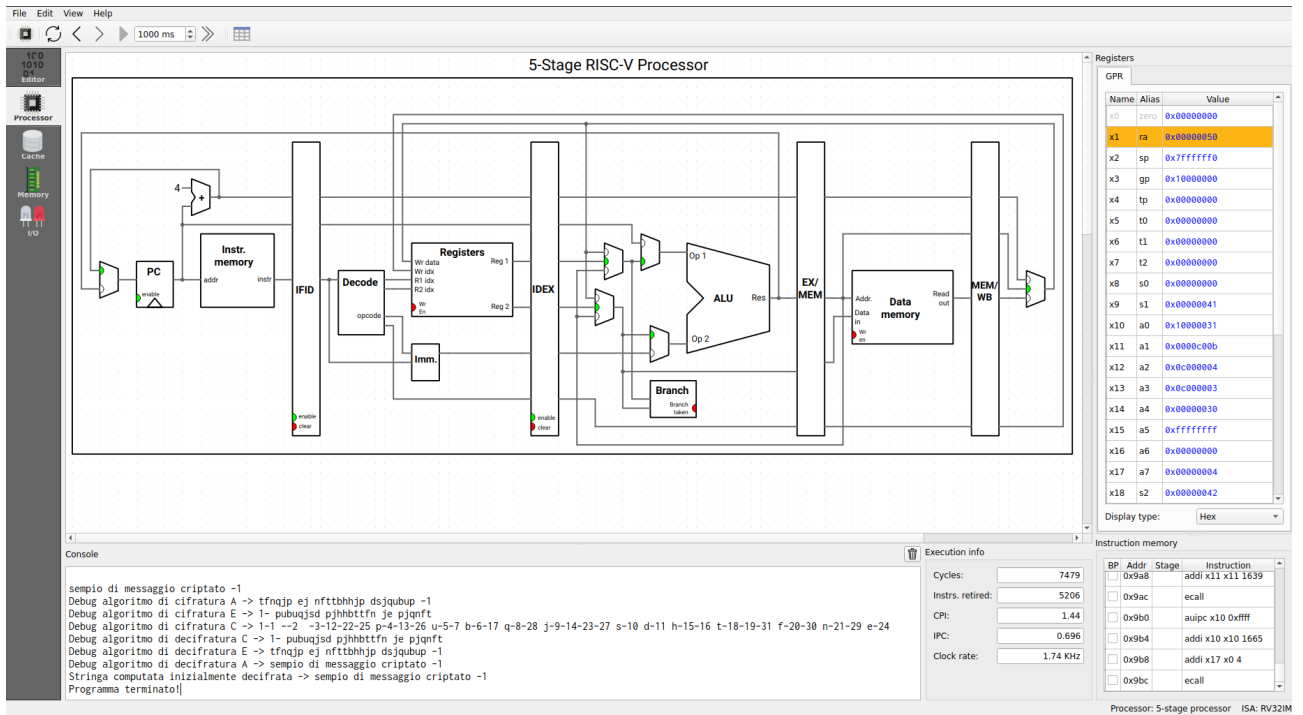 File Edit View Help
1000 ms
Editor
Processor
Cache
Memory
I/O
5-Stage RISC-V Processor
4
+
PC
enable
Instr. memory
addr
instr
IFID
enable
clear
Decode
opcode
Registers
Wr data
Wr idx
R1 idx
R2 idx
Wr En
Reg 1
Reg 2
Imm.
IDEX
enable
clear
Op 1
Op 2
ALU
Res
Branch
Branch taken
EX/MEM
Addr.
Data in
Wr en
Data memory
Read out
MEM/WB
Registers
GPR
Name Alias Value
x0 zero 0x00000000
x1 ra 0x00000050
x2 sp 0x7ffffff0
x3 gp 0x10000000
x4 tp 0x00000000
x5 t0 0x00000000
x6 t1 0x00000000
x7 t2 0x00000000
x8 s0 0x00000000
x9 s1 0x00000041
x10 a0 0x10000031
x11 a1 0x0000c00b
x12 a2 0x0c000004
x13 a3 0x0c000003
x14 a4 0x00000030
x15 a5 0xffffffff
x16 a6 0x00000000
x17 a7 0x00000004
x18 s2 0x00000042
Display type: Hex
Console
sempio di messaggio criptato -1
Debug algoritmo di cifratura A -> tfnqjp ej nfttbhhjp dsjqubup -1
Debug algoritmo di cifratura E -> 1- pubuqjsd pjhhbttfn je pjqnft
Debug algoritmo di cifratura C -> 1-1 --2  -3-12-22-25 p-4-13-26 u-5-7 b-6-17 q-8-28 j-9-14-23-27 s-10 d-11 h-15-16 t-18-19-31 f-20-30 n-21-29 e-24
Debug algoritmo di decifratura C -> 1- pubuqjsd pjhhbttfn je pjqnft
Debug algoritmo di decifratura E -> tfnqjp ej nfttbhhjp dsjqubup -1
Debug algoritmo di decifratura A -> sempio di messaggio criptato -1
Stringa computata inizialmente decifrata -> sempio di messaggio criptato -1
Programma terminato!
Execution info
Cycles: 7479
Instrs. retired: 5206
CPI: 1.44
IPC: 0.696
Clock rate: 1.74 KHz
Instruction memory
BP Addr Stage Instruction
0x9a8 addi x11 x11 1639
0x9ac ecall
0x9b0 auipc x10 0xffff
0x9b4 addi x10 x10 1665
0x9b8 addi x17 x0 4
0x9bc ecall
Processor: 5-stage processor ISA: RV32IM